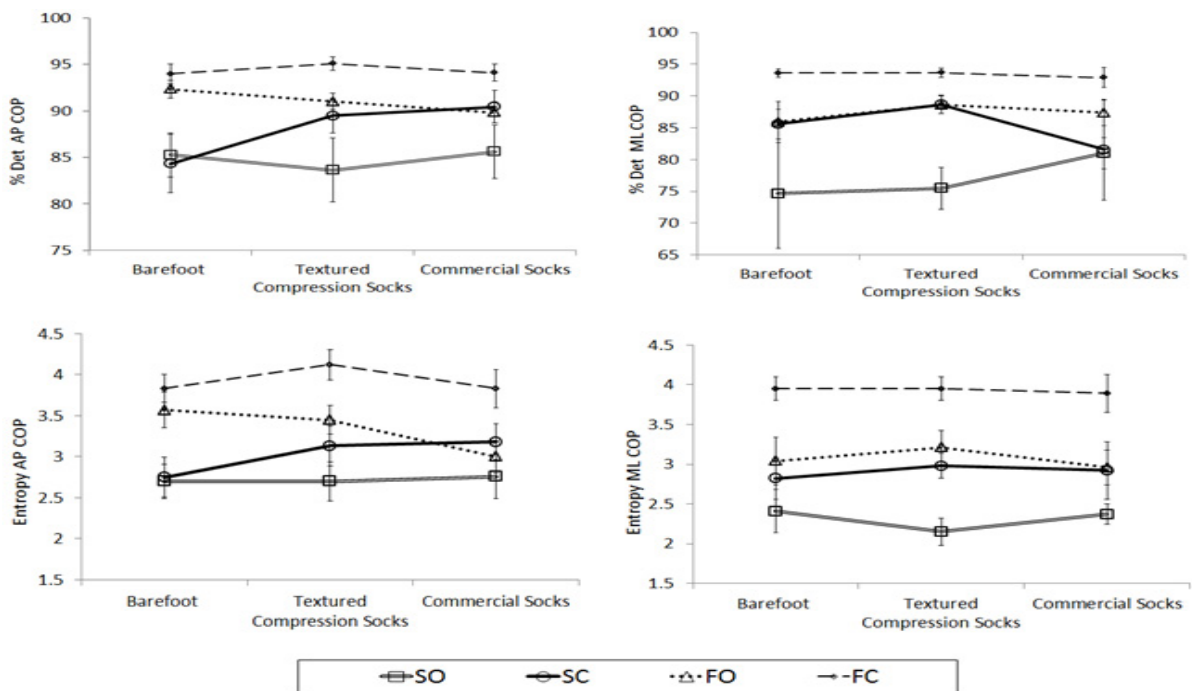 100
95
90
85
80
75
% Det AP COP
Barefoot
Textured
Compression Socks
Commercial Socks
100
95
90
85
80
75
70
65
% Det ML COP
Barefoot
Textured
Compression Socks
Commercial Socks
4.5
4
3.5
3
2.5
2
1.5
Entropy AP COP
Barefoot
Textured
Compression Socks
Commercial Socks
4.5
4
3.5
3
2.5
2
1.5
Entropy ML COP
Barefoot
Textured
Compression Socks
Commercial Socks
SO SC FO FC